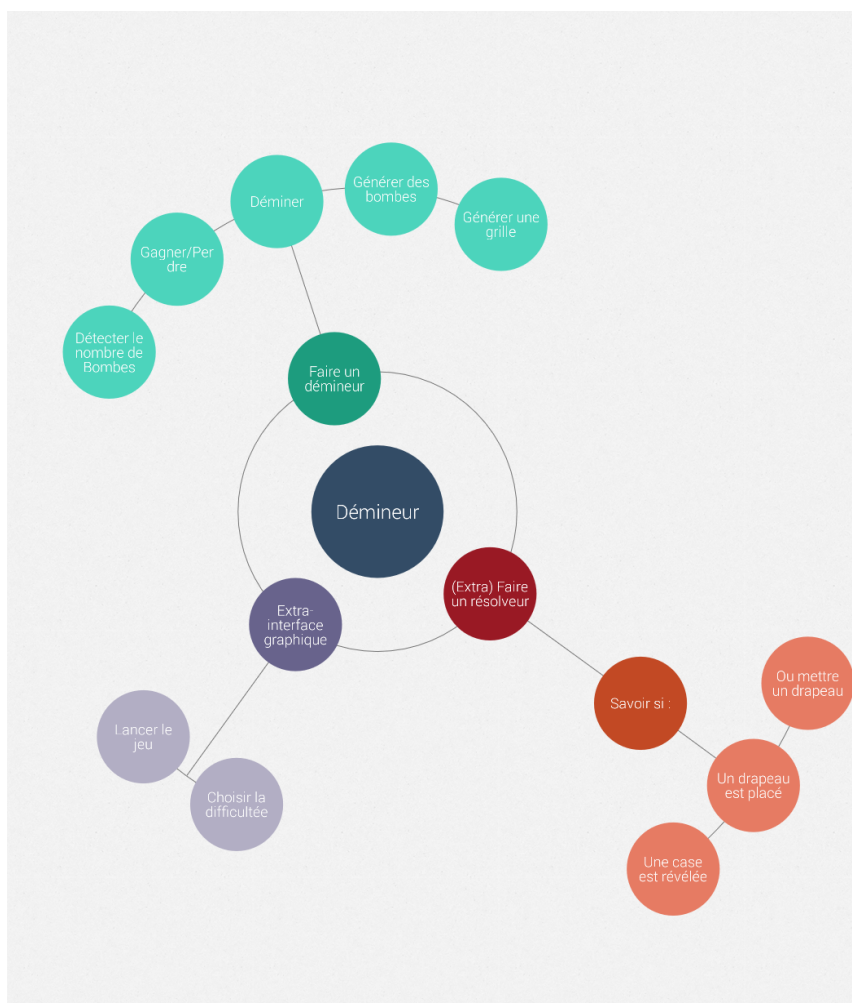 Déminer
Générer des
bombes
Générer une
grille
Gagner/Per
dre
Détecter le
nombre de
Bombes
Faire un
démineur
Démineur
(Extra) Faire
un résolveur
Extra-
interface
graphique
Savoir si :
Ou mettre
un drapeau
Un drapeau
est placé
Une case
est révélée
Lancer le
jeu
Choisir la
difficultée